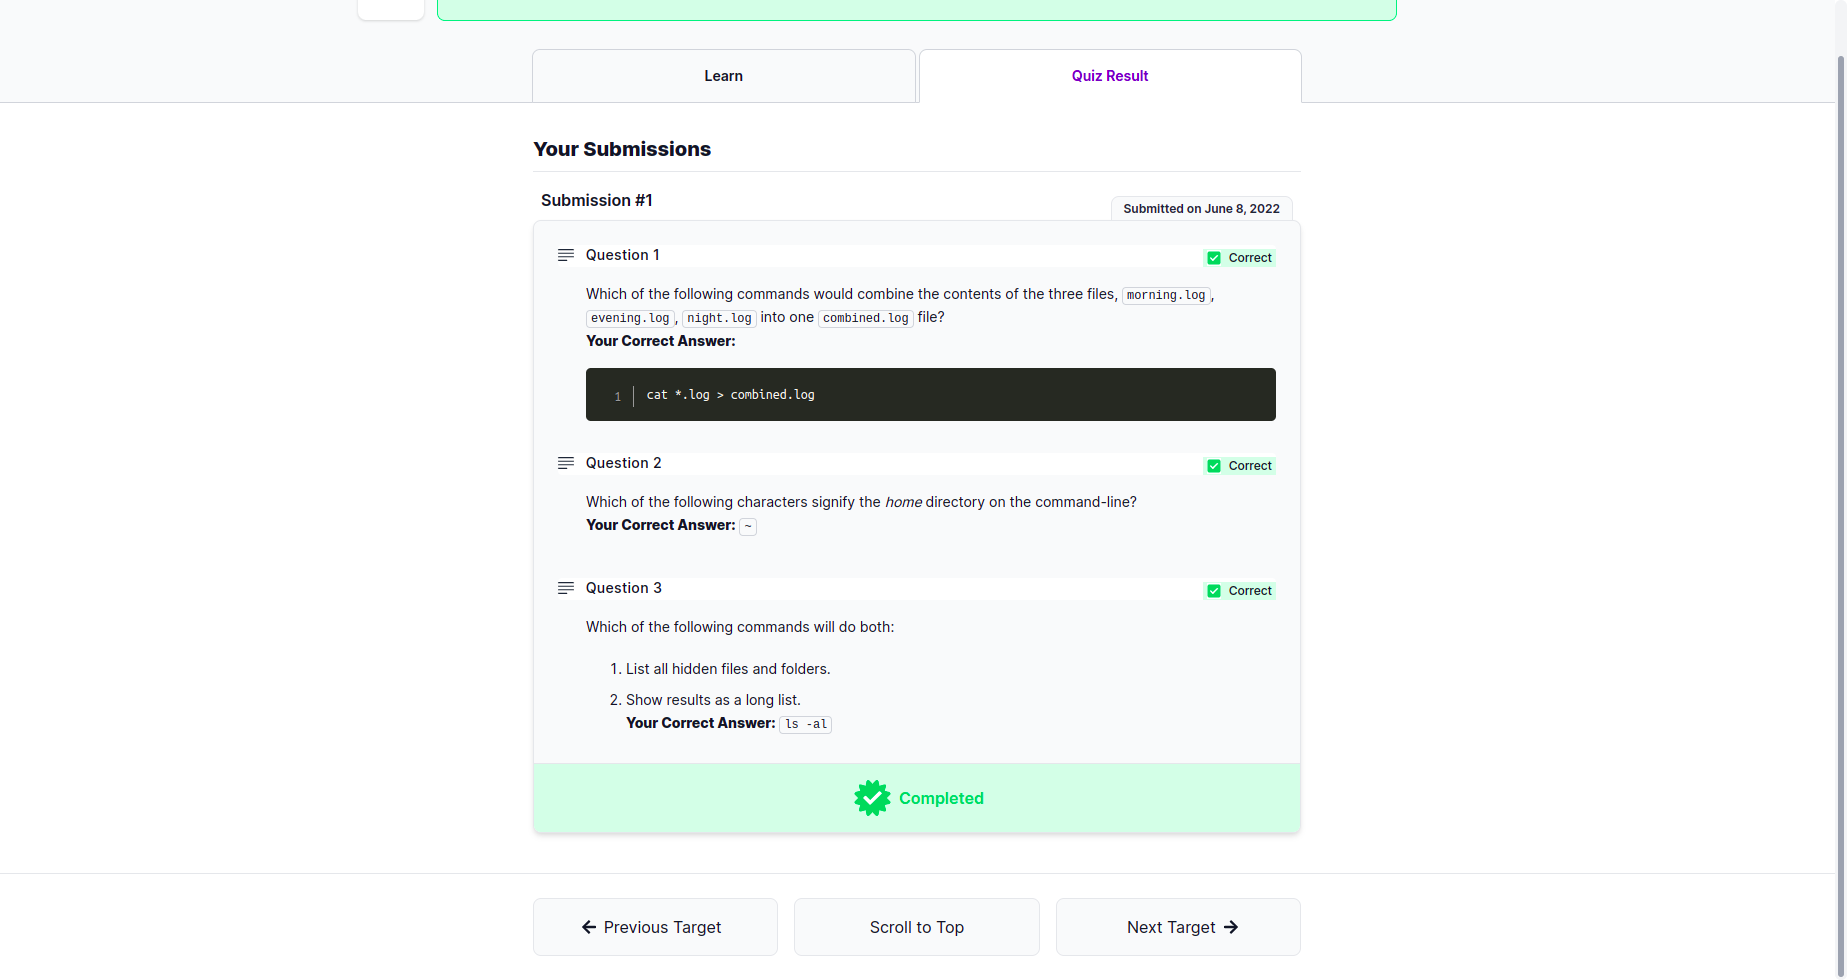 Learn
Quiz Result
Your Submissions
Submission #1
Submitted on June 8, 2022
Question 1
Correct
Which of the following commands would combine the contents of the three files, morning.log,
evening.log, night.log into one combined.log file?
Your Correct Answer:
1 cat *.log > combined.log
Question 2
Correct
Which of the following characters signify the home directory on the command-line?
Your Correct Answer: ~
Question 3
Correct
Which of the following commands will do both:
1. List all hidden files and folders.
2. Show results as a long list.
Your Correct Answer: ls -al
Completed
Previous Target
Scroll to Top
Next Target